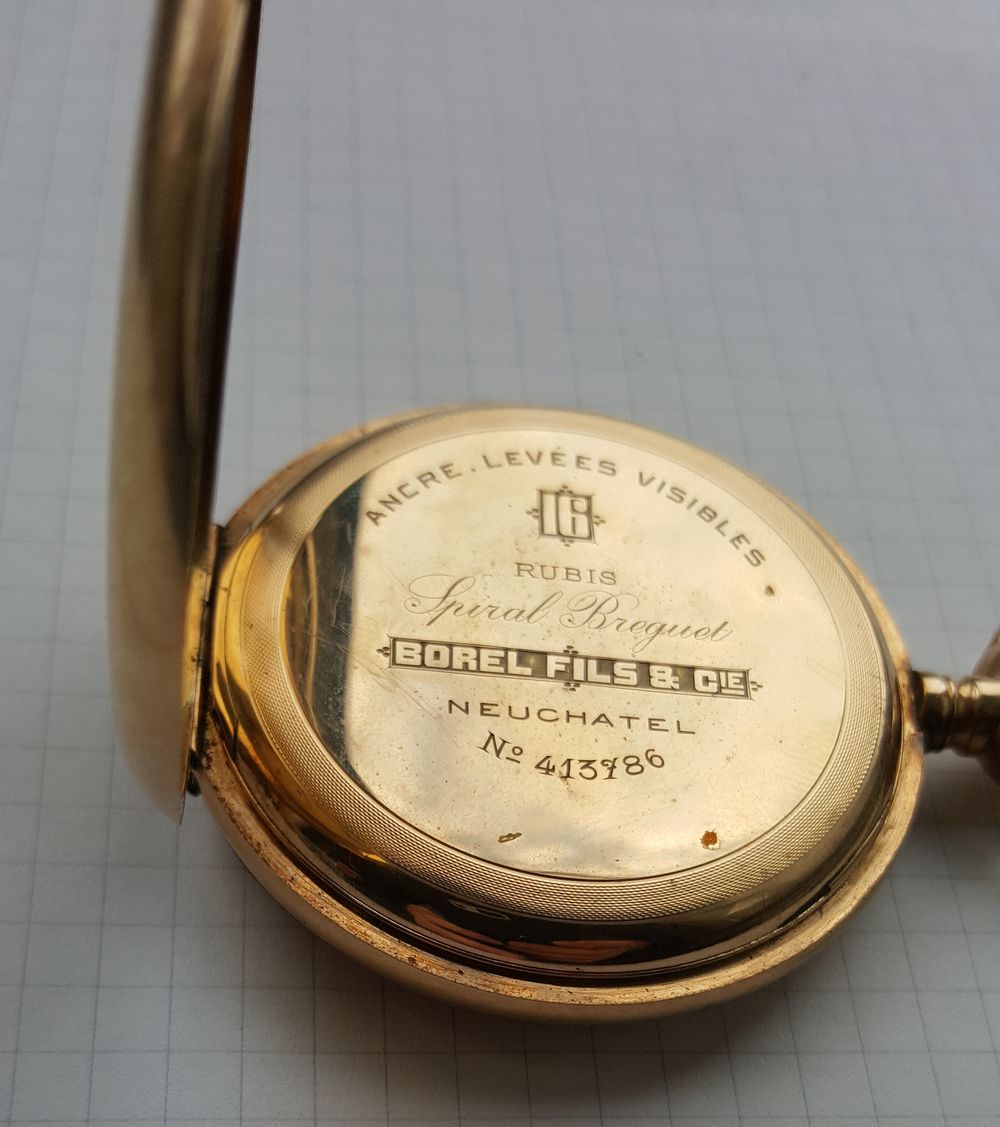 ANCRE. LEVÉES VISIBLES.
16
RUBIS
Spiral Breguet
BOREL FILS & CIE
NEUCHATEL
Nº 413786